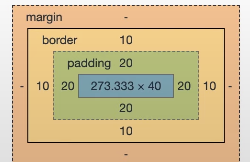 margin -
border 10
padding 20
- 10 20 273.333 × 40 20 10 -
20
10
-